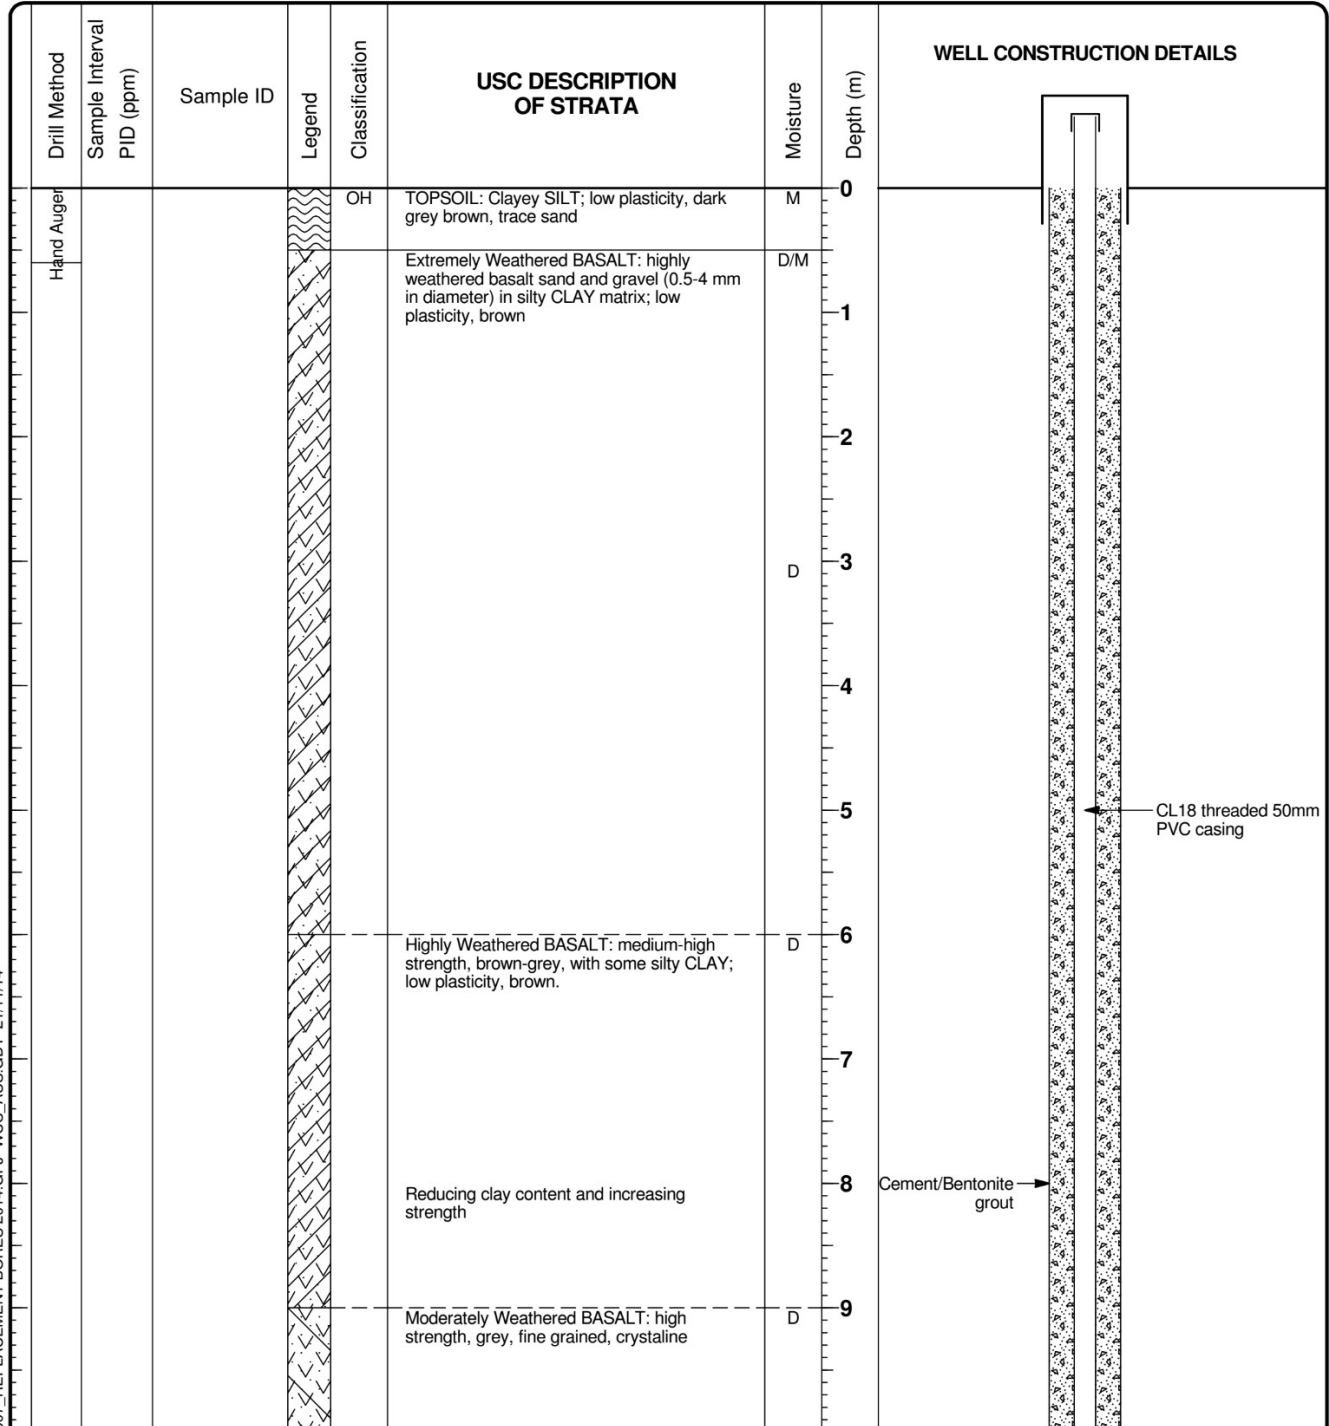 Drill Method
Sample Interval
PID (ppm)
Sample ID
Legend
Classification
USC DESCRIPTION
OF STRATA
Moisture
Depth (m)
WELL CONSTRUCTION DETAILS
Hand Auger
OH
TOPSOIL: Clayey SILT; low plasticity, dark
grey brown, trace sand
M
0
Extremely Weathered BASALT: highly
weathered basalt sand and gravel (0.5-4 mm
in diameter) in silty CLAY matrix; low
plasticity, brown
D/M
1
2
3
D
4
5
CL18 threaded 50mm
PVC casing
6
Highly Weathered BASALT: medium-high
strength, brown-grey, with some silty CLAY;
low plasticity, brown.
D
7
Reducing clay content and increasing
strength
8
Cement/Bentonite
grout
9
Moderately Weathered BASALT: high
strength, grey, fine grained, crystaline
D